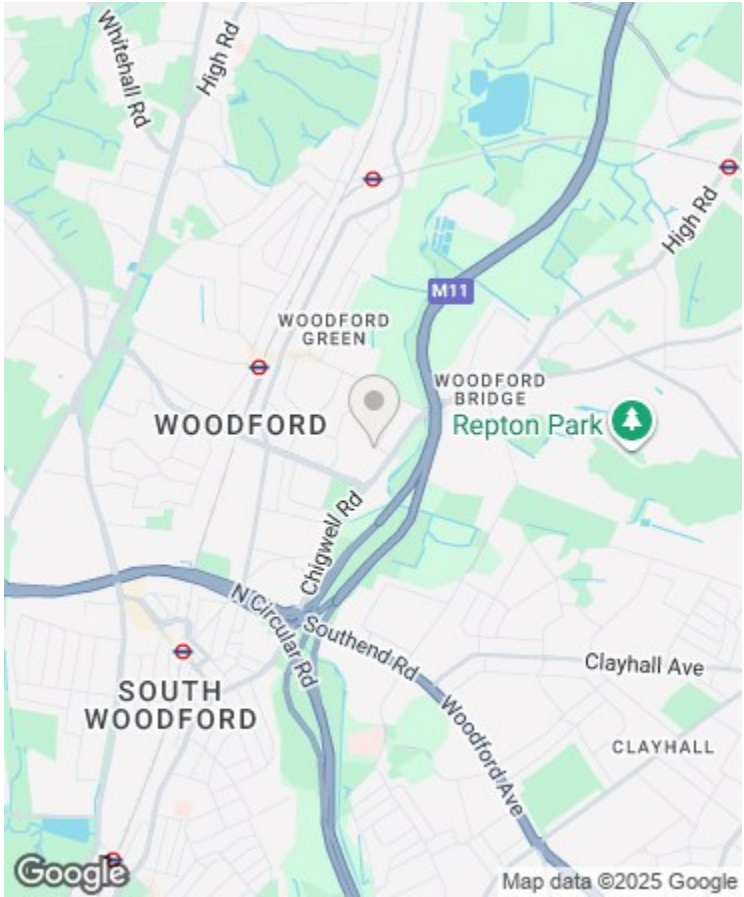 Whitehall Rd
High Rd
High Rd
M11
WOODFORD
GREEN
WOODFORD
BRIDGE
WOODFORD
Repton Park
Chigwell Rd
N Circular Rd
Southend Rd
Clayhall Ave
SOUTH
WOODFORD
Woodford Ave
CLAYHALL
Google
Map data ©2025 Google